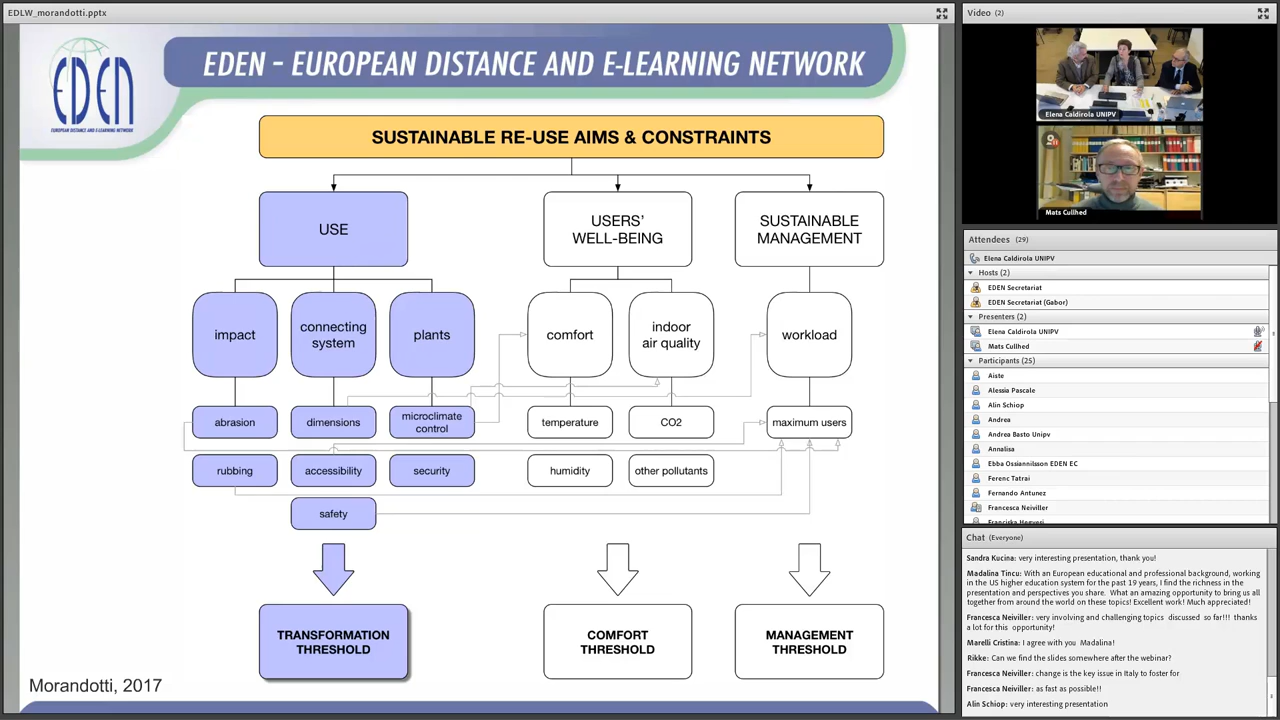 EDLW_morandotti.pptx
EDEN
EUROPEAN DISTANCE AND E-LEARNING NETWORK
EDEN - EUROPEAN DISTANCE AND E-LEARNING NETWORK
SUSTAINABLE RE-USE AIMS & CONSTRAINTS
USE
USERS'
WELL-BEING
SUSTAINABLE
MANAGEMENT
impact
connecting
system
plants
comfort
indoor
air quality
workload
abrasion
dimensions
microclimate
control
temperature
CO2
maximum users
rubbing
accessibility
security
humidity
other pollutants
safety
TRANSFORMATION
THRESHOLD
COMFORT
THRESHOLD
MANAGEMENT
THRESHOLD
Morandotti, 2017
Video (2)
Elena Caldirola UNIPV
Mats Cullhed
Attendees (29)
Elena Caldirola UNIPV
Hosts (2)
EDEN Secretariat
EDEN Secretariat (Gabor)
Presenters (2)
Elena Caldirola UNIPV
Mats Cullhed
Participants (25)
Aiste
Alessia Pascale
Alin Schiop
Andrea
Andrea Basto Unipv
Annalisa
Ebba Ossiannilsson EDEN EC
Ferenc Tatrai
Fernando Antunez
Francesca Neiviller
Chat (Everyone)
Sandra Kucina: very interesting presentation, thank you!
Madalina Tincu: With an European educational and professional background, working
in the US higher education system for the past 19 years, I find the richness in the
presentation and perspectives you share. What an amazing opportunity to bring us all
together from around the world on these topics! Excellent work! Much appreciated!
Francesca Neiviller: very involving and challenging topics discussed so far!!! thanks
a lot for this opportunity!
Marelli Cristina: I agree with you Madalina!
Rikke: Can we find the slides somewhere after the webinar?
Francesca Neiviller: change is the key issue in Italy to foster for
Francesca Neiviller: as fast as possible!!
Alin Schiop: very interesting presentation